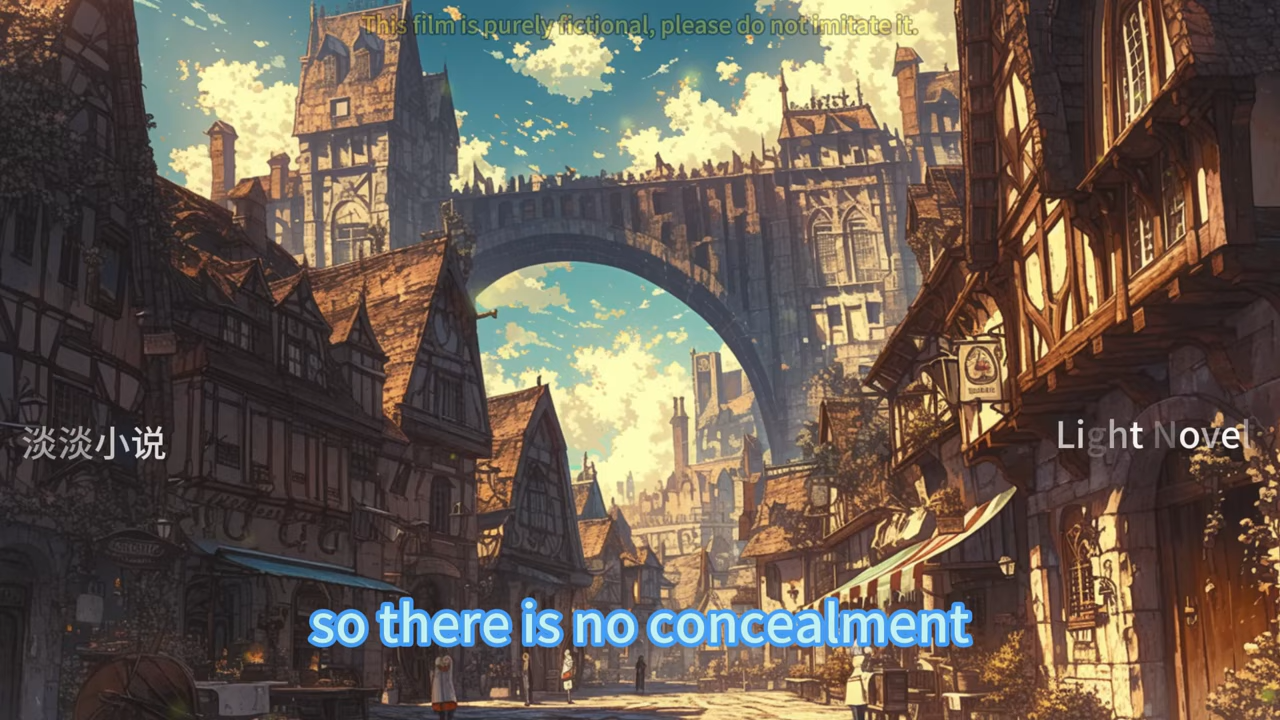 This film is purely fictional, please do not imitate it.
淡淡小说
Light Novel
so there is no concealment